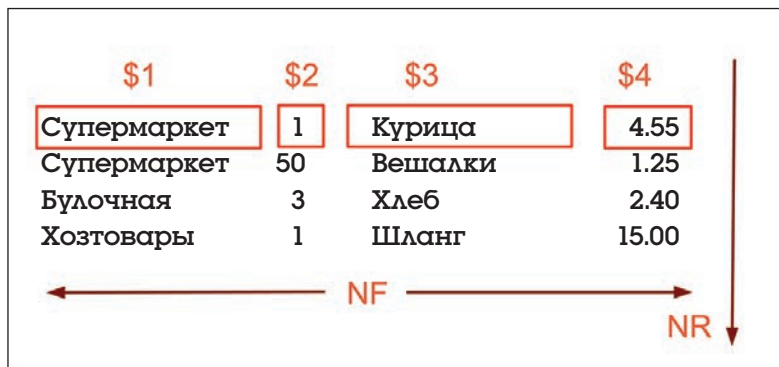 $1 $2 $3 $4
Супермаркет 1 Курица 4.55
Супермаркет 50 Вешалки 1.25
Булочная 3 Хлеб 2.40
Хозтовары 1 Шланг 15.00
NF
NR